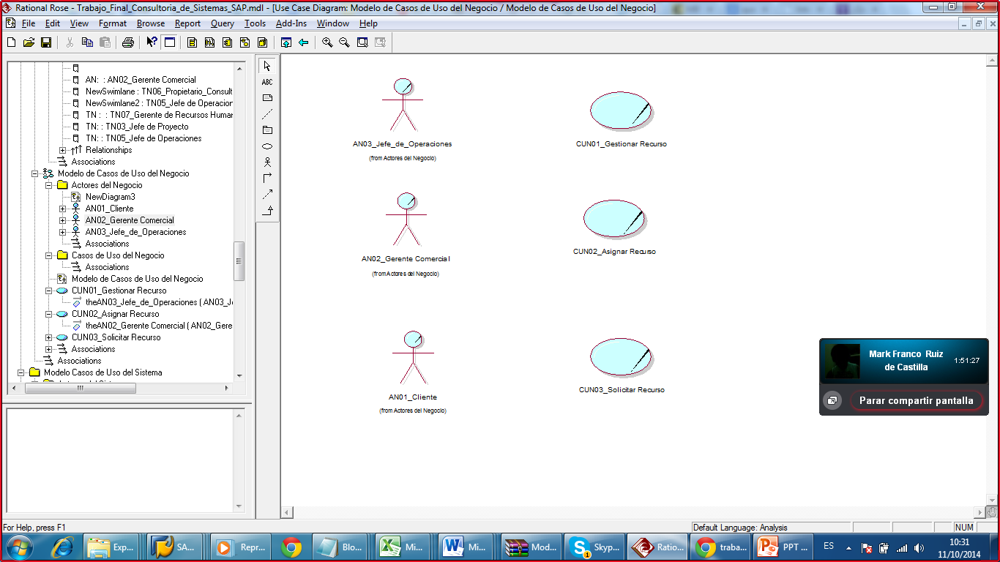 Rational Rose - Trabajo_Final_Consultoria_de_Sistemas_SAP.mdl - [Use Case Diagram: Modelo de Casos de Uso del Negocio / Modelo de Casos de Uso del Negocio]
File Edit View Format Browse Report Query Tools Add-Ins Window Help
ABC
AN: : AN02_Gerente Comercial
NewSwimlane : TN06_Propietario_Consult
NewSwimlane2 : TN05_Jefe de Operacion
TN : : TN07_Gerente de Recursos Human
TN: : TN03_Jefe de Proyecto
TN: : TN05_Jefe de Operaciones
Relationships
Associations
Modelo de Casos de Uso del Negocio
Actores del Negocio
NewDiagram3
AN01_Cliente
AN02_Gerente Comercial
AN03_Jefe_de_Operaciones
Associations
Casos de Uso del Negocio
Associations
Modelo de Casos de Uso del Negocio
CUN01_Gestionar Recurso
theAN03_Jefe_de_Operaciones ( AN03_J
CUN02_Asignar Recurso
theAN02_Gerente Comercial ( AN02_Gere
CUN03_Solicitar Recurso
Associations
Associations
Modelo Casos de Uso del Sistema
AN03_Jefe_de_Operaciones
(from Actores del Negocio)
CUN01_Gestionar Recurso
AN02_Gerente Comercial
(from Actores del Negocio)
CUN02_Asignar Recurso
AN01_Cliente
(from Actores del Negocio)
CUN03_Solicitar Recurso
Mark Franco Ruiz
de Castilla
1:51:27
Parar compartir pantalla
For Help, press F1
Default Language: Analysis
NUM
Exp...
SA...
Repr...
Blo...
Mi...
Mi...
Mod...
Skyp...
1
Ratio...
traba...
PPT ...
ES
10:31
11/10/2014